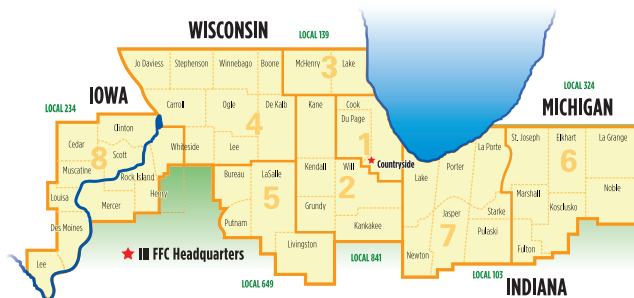 WISCONSIN
LOCAL 139
Jo Daviess
Stephenson
Winnebago
Boone
McHenry
Lake
3
LOCAL 324
IOWA
LOCAL 234
MICHIGAN
Carroll
Ogle
De Kalb
Kane
Cook
Du Page
4
1
Clinton
Cedar
Scott
8
Whiteside
Lee
St. Joseph
Elkhart
La Grange
La Porte
6
Countryside
Muscatine
Rock Island
Bureau
LaSalle
Kendall
Will
Lake
Porter
Henry
5
2
Marshall
Kosclusko
Noble
Louisa
Mercer
Putnam
Grundy
Jasper
Starke
Des Moines
Kankakee
7
Pulaski
Livingston
Newton
Fulton
III FFC Headquarters
Lee
LOCAL 841
LOCAL 103
LOCAL 649
INDIANA